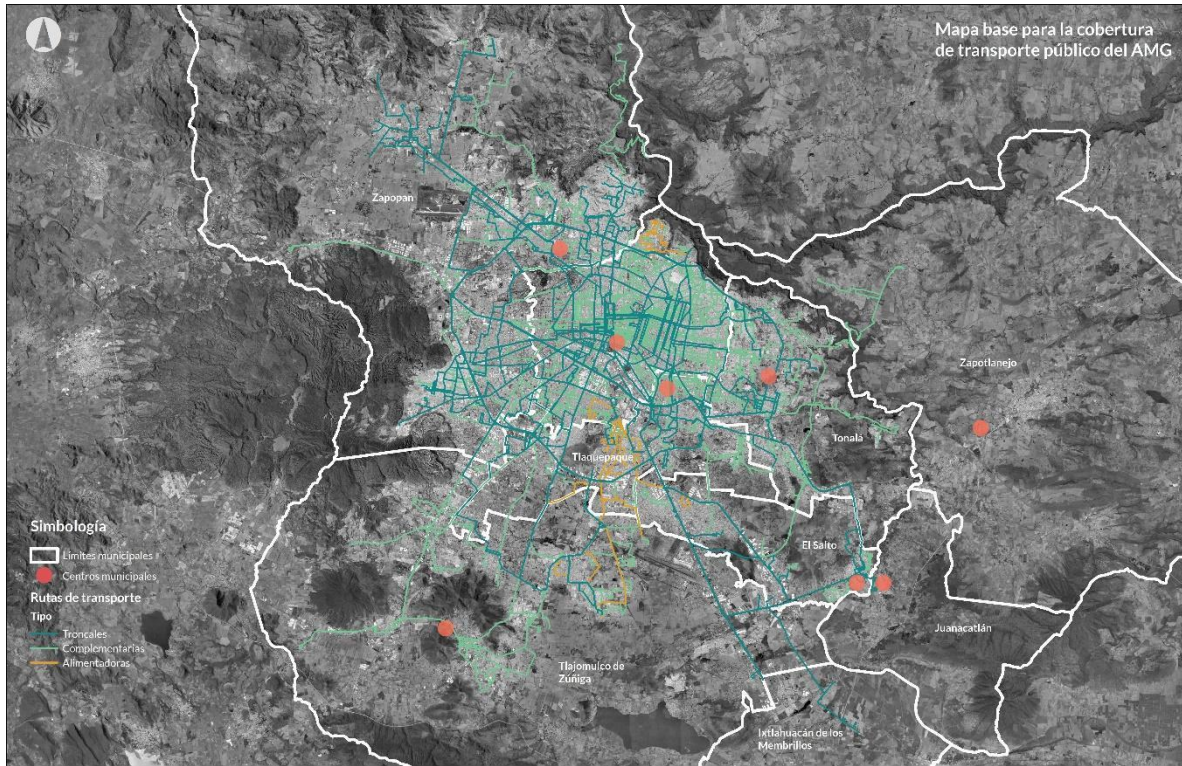 Mapa base para la cobertura
de transporte público del AMG
Zapopan
Zapotlanejo
Tonalá
Tlaquepaque
El Salto
Juanacatlán
Tlajomulco de
Zúñiga
Ixtlahuacán de los
Membrillos
Simbología
Límites municipales
Centros municipales
Rutas de transporte
Tipo
Troncales
Complementarias
Alimentadoras